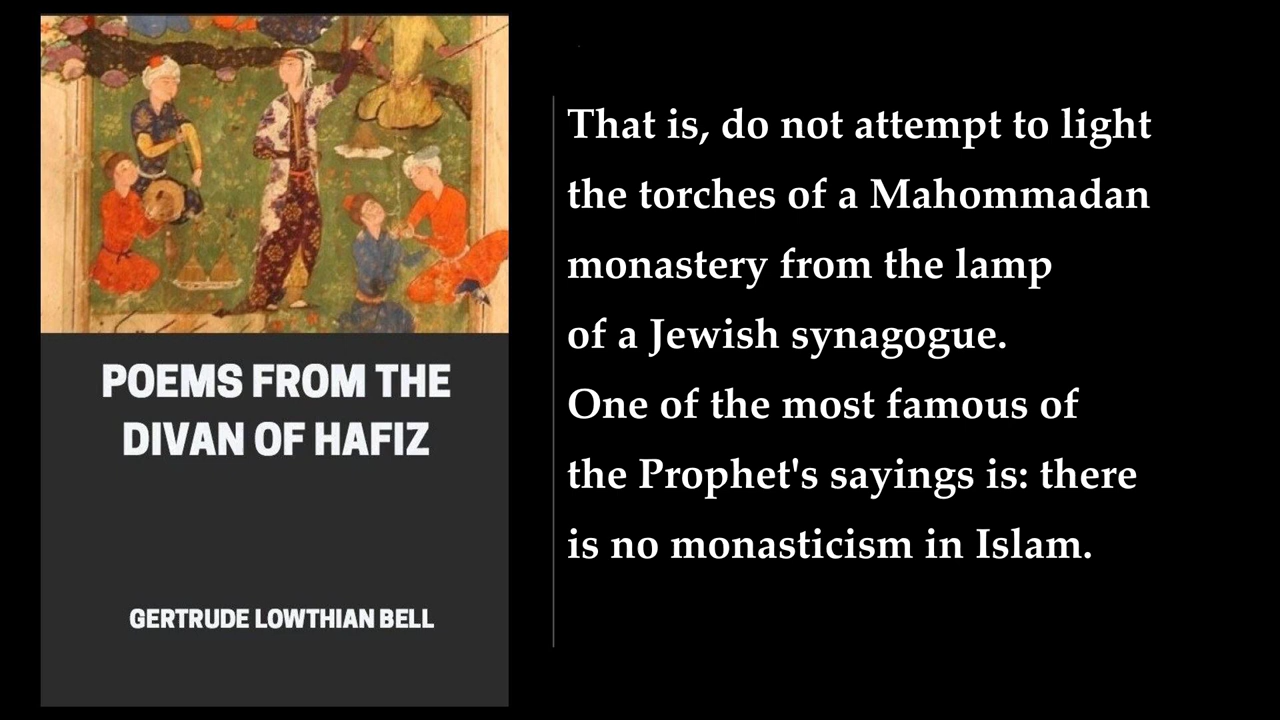 POEMS FROM THE
DIVAN OF HAFIZ
GERTRUDE LOWTHIAN BELL
That is, do not attempt to light
the torches of a Mahommadan
monastery from the lamp
of a Jewish synagogue.
One of the most famous of
the Prophet's sayings is: there
is no monasticism in Islam.